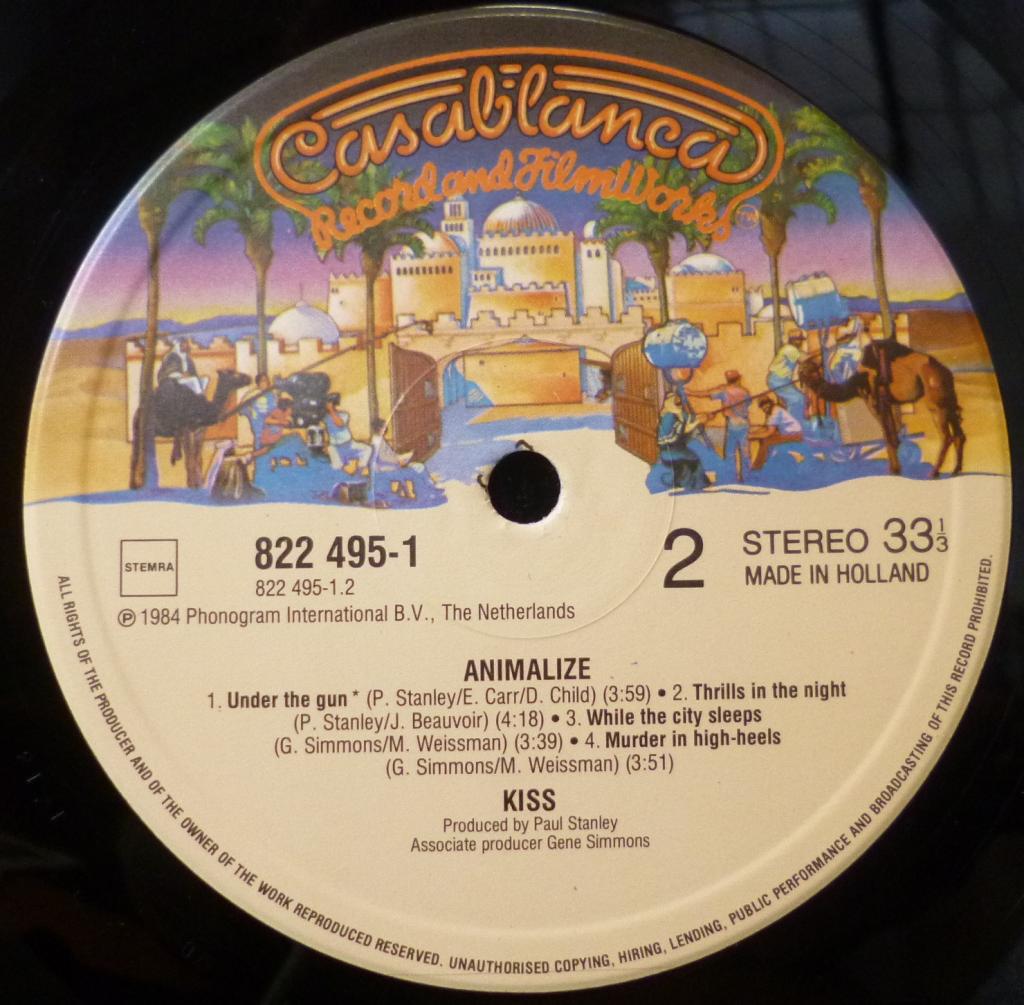 Casablanca
Record and FilmWorks
TM
STEMRA
822 495-1
822 495-1.2
℗ 1984 Phonogram International B.V., The Netherlands
2
STEREO 33 1/3
MADE IN HOLLAND
ANIMALIZE
1. Under the gun * (P. Stanley/E. Carr/D. Child) (3:59) • 2. Thrills in the night
(P. Stanley/J. Beauvoir) (4:18) • 3. While the city sleeps
(G. Simmons/M. Weissman) (3:39) • 4. Murder in high-heels
(G. Simmons/M. Weissman) (3:51)
KISS
Produced by Paul Stanley
Associate producer Gene Simmons
ALL RIGHTS OF THE PRODUCER AND OF THE OWNER OF THE WORK REPRODUCED RESERVED. UNAUTHORISED COPYING, HIRING, LENDING, PUBLIC PERFORMANCE AND BROADCASTING OF THIS RECORD PROHIBITED.